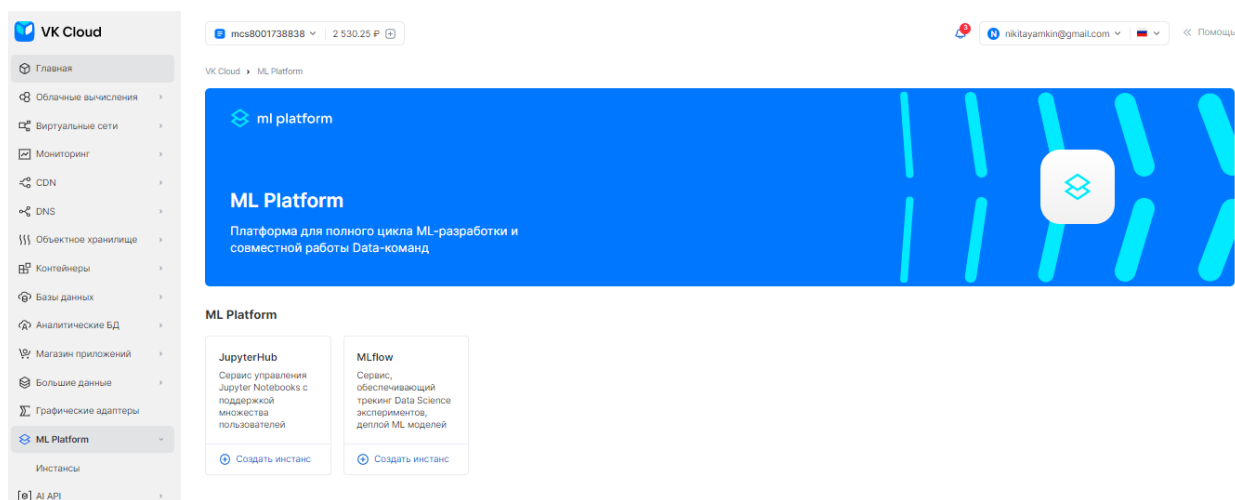 VK Cloud
mcs8001738838
2 530.25 ₽
3
N
nikitayamkin@gmail.com
Помощь
Главная
Облачные вычисления
Виртуальные сети
Мониторинг
CDN
DNS
Объектное хранилище
Контейнеры
Базы данных
Аналитические БД
Магазин приложений
Большие данные
Графические адаптеры
ML Platform
Инстансы
AI API
VK Cloud › ML Platform
ml platform
ML Platform
Платформа для полного цикла ML-разработки и
совместной работы Data-команд
ML Platform
JupyterHub
Сервис управления
Jupyter Notebooks с
поддержкой
множества
пользователей
Создать инстанс
MLflow
Сервис,
обеспечивающий
трекинг Data Science
экспериментов,
деплой ML моделей
Создать инстанс